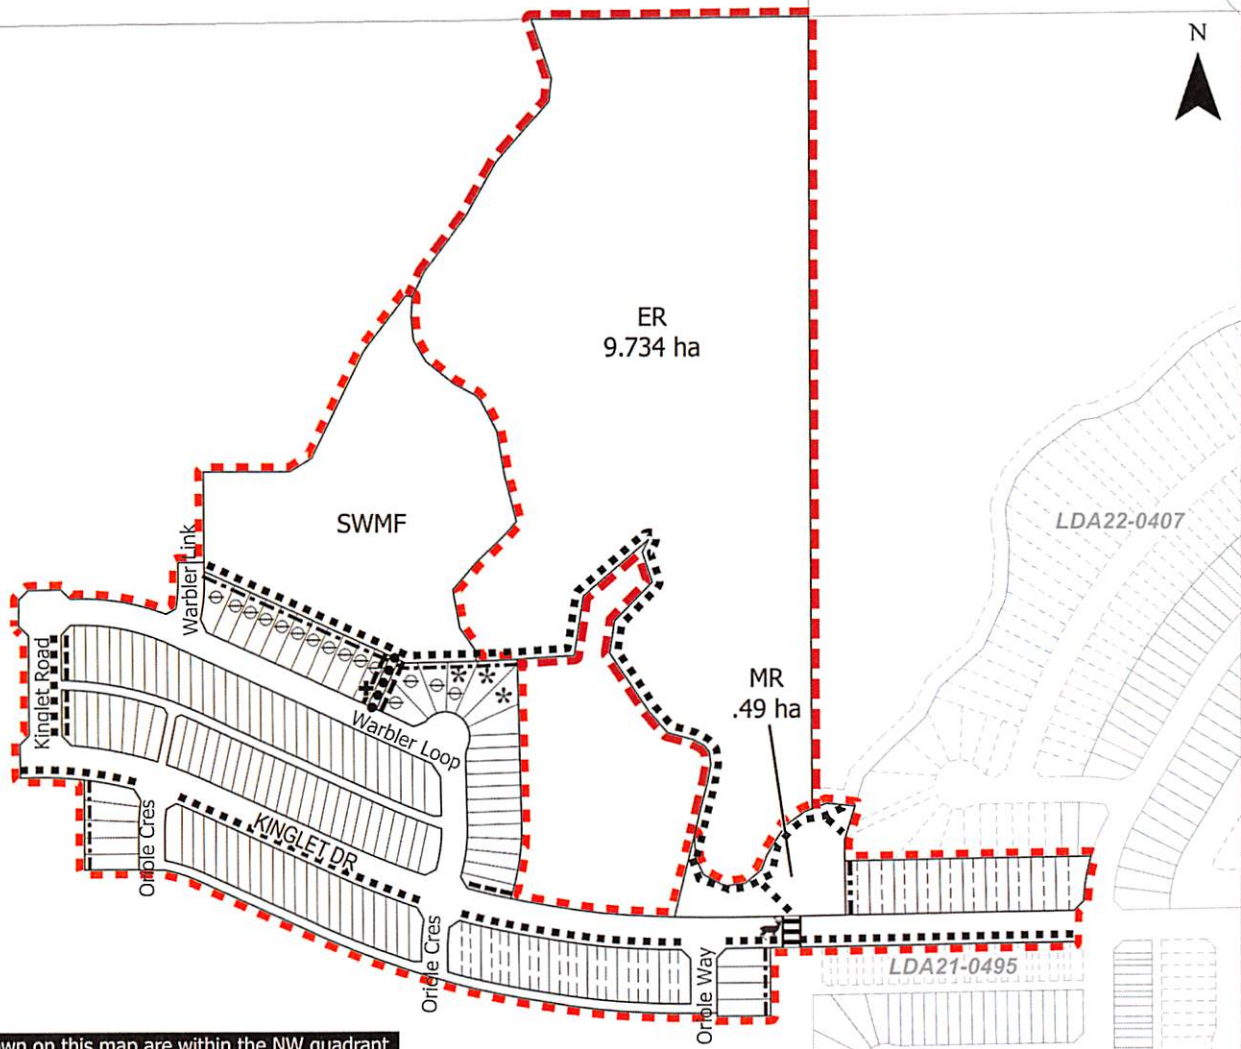 N
ER
9.734 ha
LDA22-0407
SWMF
Warbler Link
Kinglet Road
MR
.49 ha
Warbler Loop
Oriole Cres
KINGLET DR
Oriole Cres
Oriole Way
LDA21-0495
wn on this map are within the NW quadrant